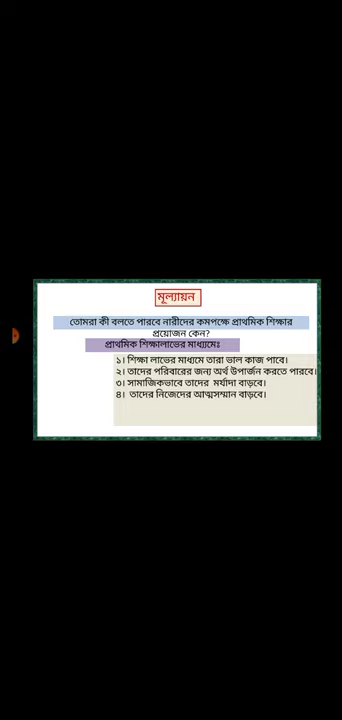 মূল্যায়ন
তোমরা কী বলতে পারবে নারীদের কমপক্ষে প্রাথমিক শিক্ষার
প্রয়োজন কেন?
প্রাথমিক শিক্ষালাভের মাধ্যমেঃ
১। শিক্ষা লাভের মাধ্যমে তারা ভাল কাজ পাবে।
২। তাদের পরিবারের জন্য অর্থ উপার্জন করতে পারবে।
৩। সামাজিকভাবে তাদের মর্যাদা বাড়বে।
৪। তাদের নিজেদের আত্মসম্মান বাড়বে।